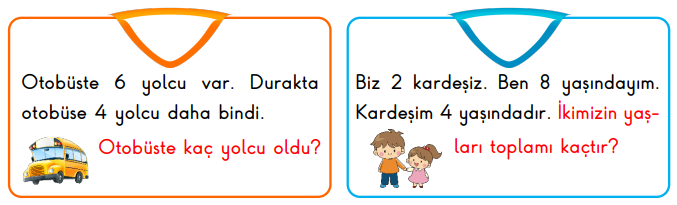 Otobüste 6 yolcu var. Durakta
otobüse 4 yolcu daha bindi.
Otobüste kaç yolcu oldu?
Biz 2 kardeşiz. Ben 8 yaşındayım.
Kardeşim 4 yaşındadır. İkimizin yaş-
ları toplamı kaçtır?